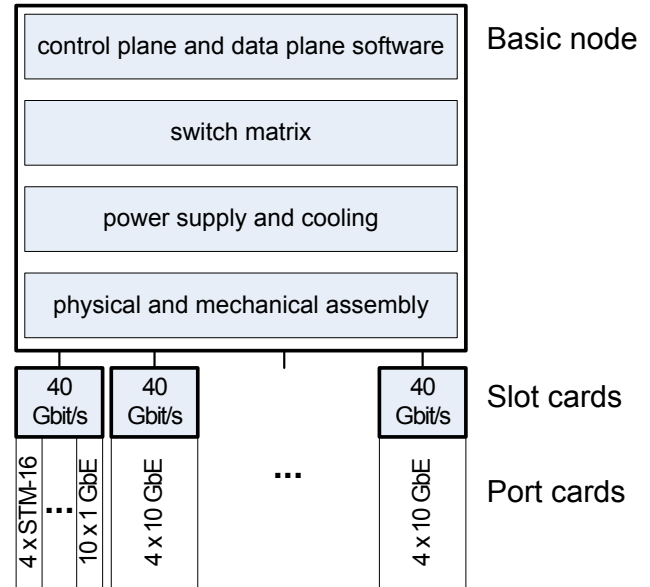 control plane and data plane software
Basic node
switch matrix
power supply and cooling
physical and mechanical assembly
40
Gbit/s
40
Gbit/s
40
Gbit/s
Slot cards
4 x STM-16
...
10 x 1 GbE
4 x 10 GbE
...
4 x 10 GbE
Port cards